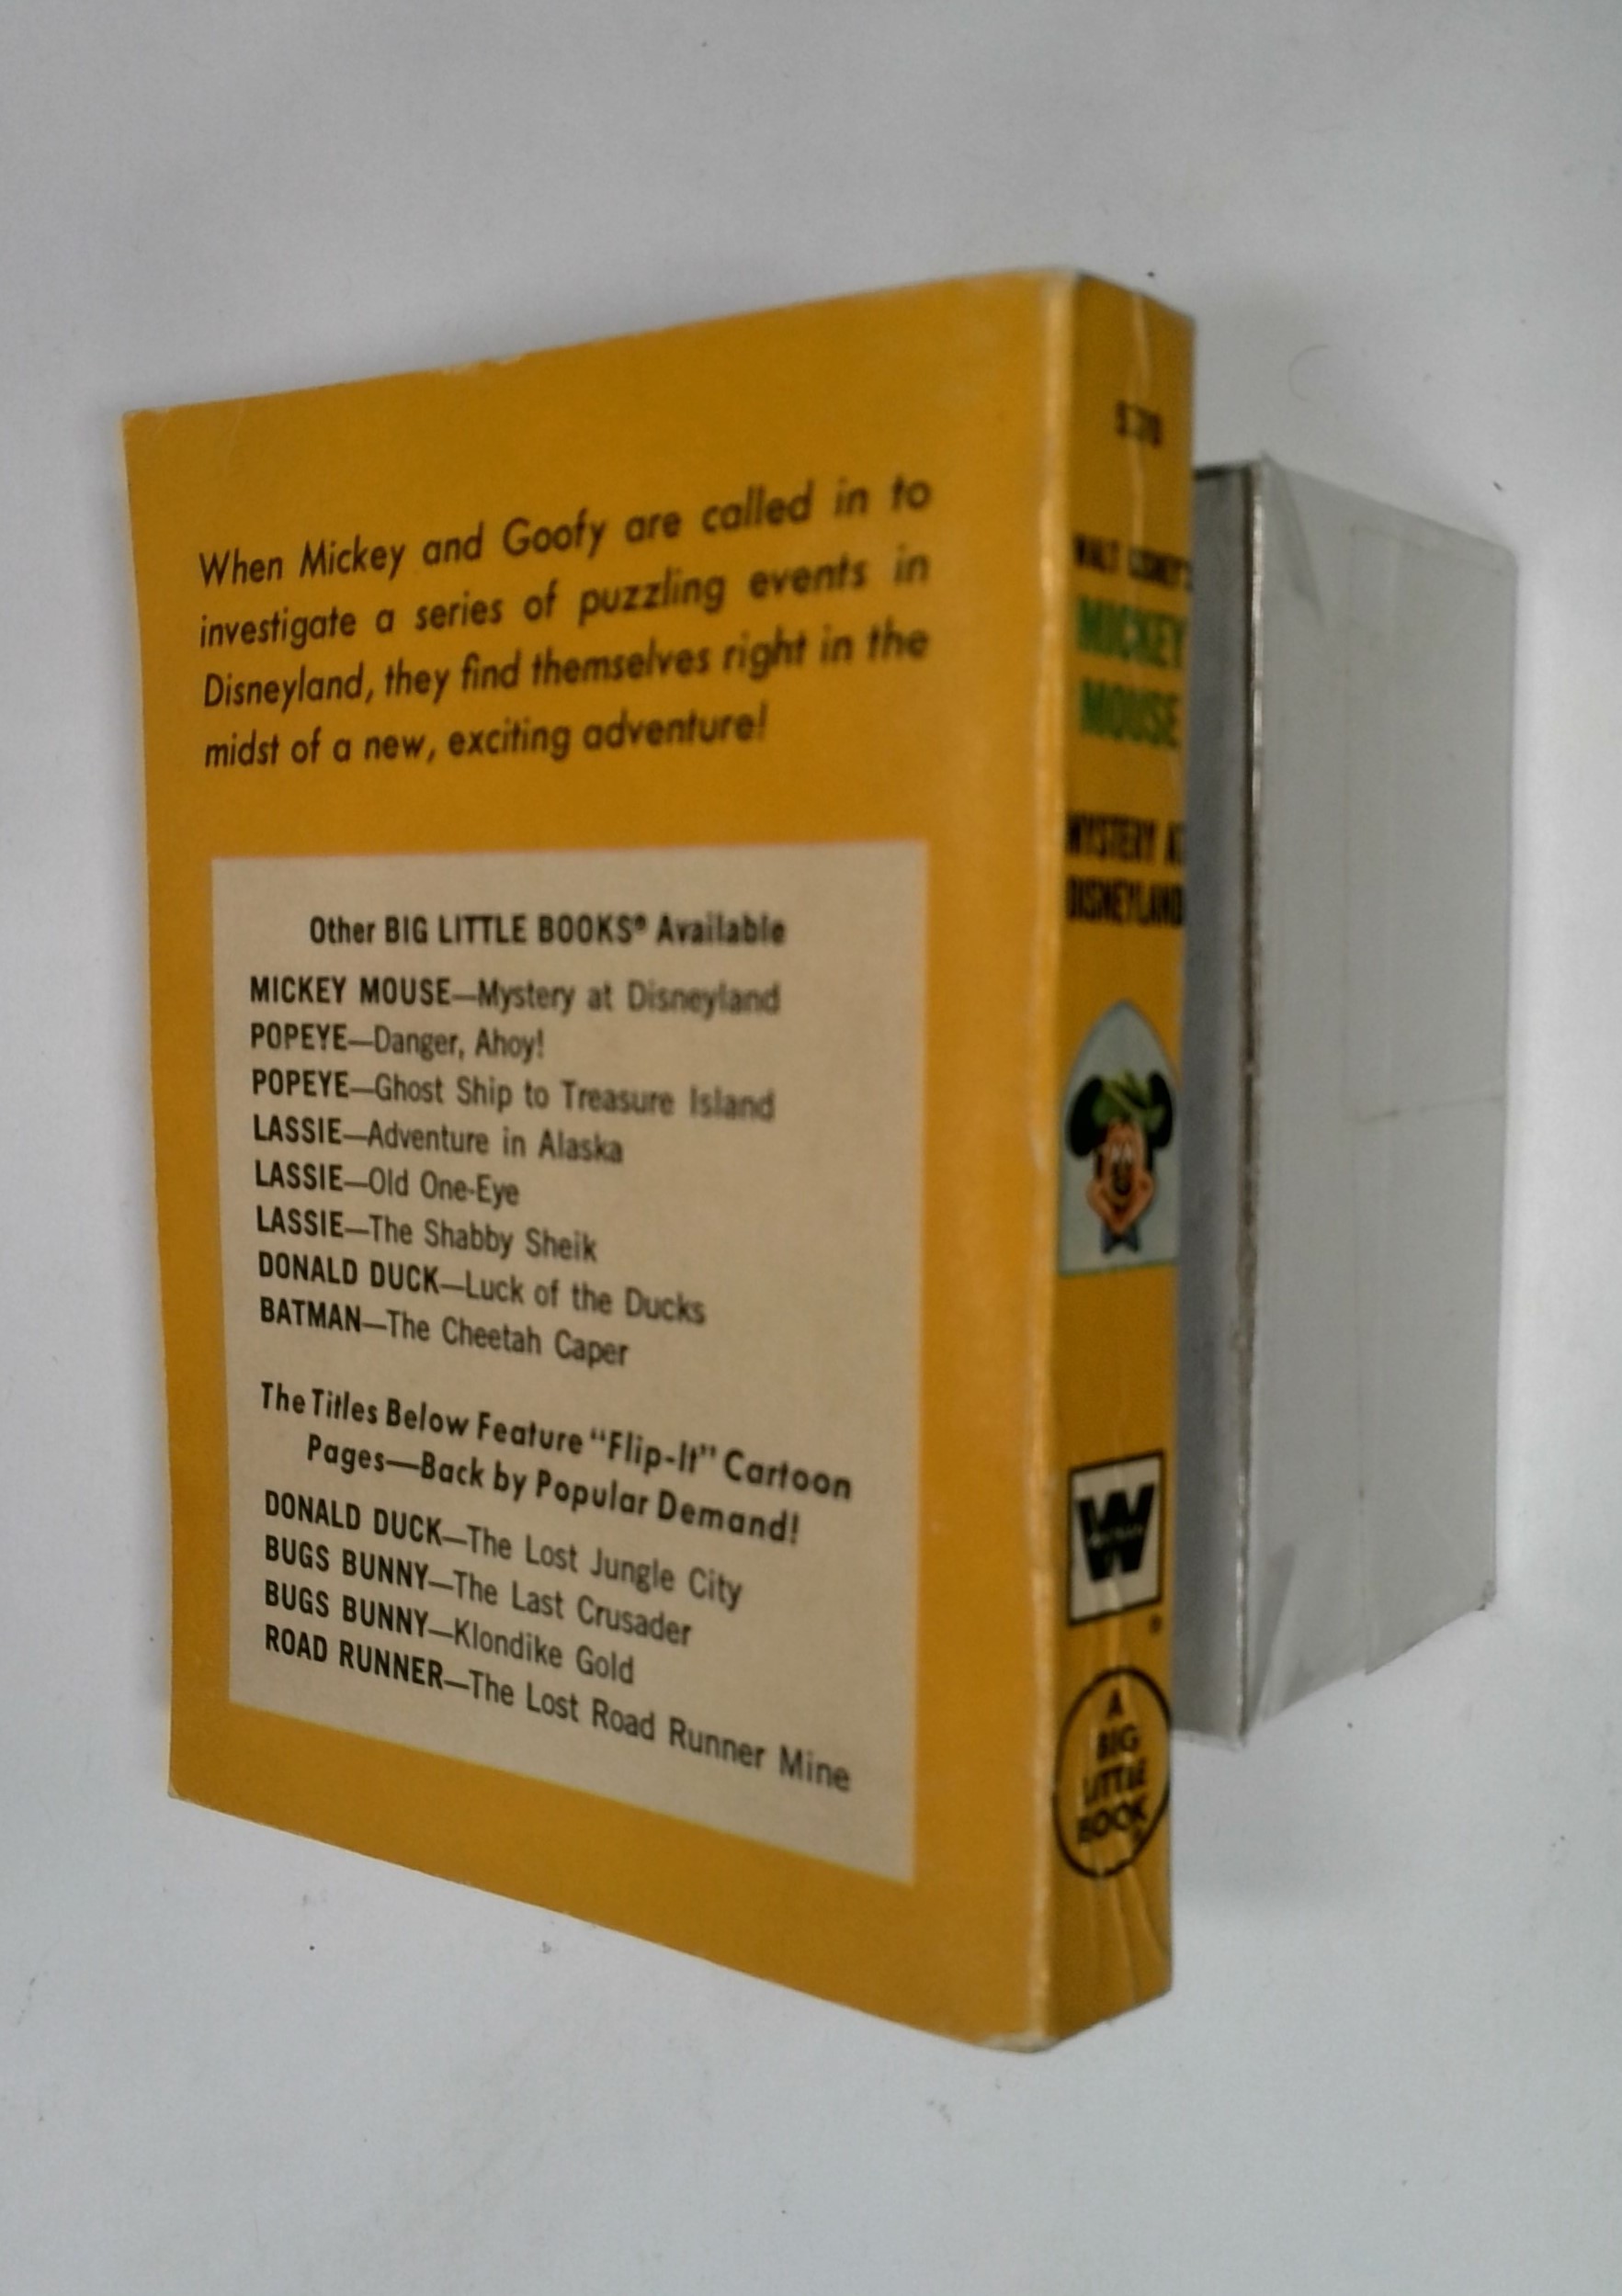 When Mickey and Goofy are called in to
investigate a series of puzzling events in
Disneyland, they find themselves right in the
midst of a new, exciting adventure!
Other BIG LITTLE BOOKS® Available
MICKEY MOUSE—Mystery at Disneyland
POPEYE—Danger, Ahoy!
POPEYE—Ghost Ship to Treasure Island
LASSIE—Adventure in Alaska
LASSIE—Old One-Eye
LASSIE—The Shabby Sheik
DONALD DUCK—Luck of the Ducks
BATMAN—The Cheetah Caper
The Titles Below Feature "Flip-It" Cartoon
Pages—Back by Popular Demand!
DONALD DUCK—The Lost Jungle City
BUGS BUNNY—The Last Crusader
BUGS BUNNY—Klondike Gold
ROAD RUNNER—The Lost Road Runner Mine
WALT DISNEY'S
MICKEY
MOUSE
MYSTERY AT
DISNEYLAND
W
®
A
BIG
LITTLE
BOOK